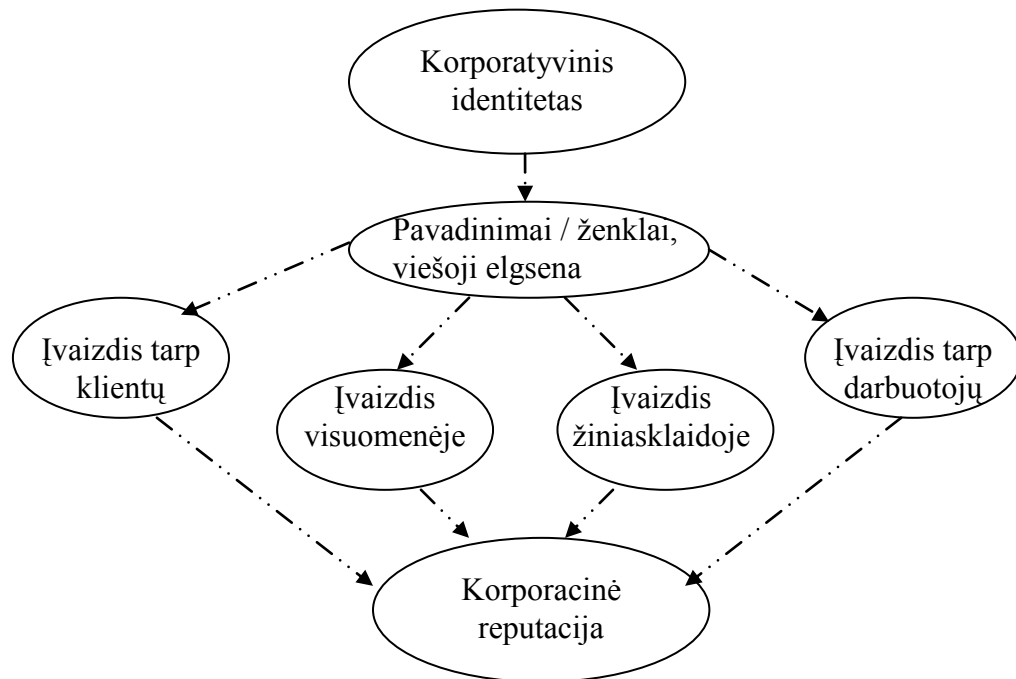 Korporatyvinis
identitetas
Pavadinimai / ženklai,
viešoji elgsena
Įvaizdis tarp
klientų
Įvaizdis
visuomenėje
Įvaizdis
žiniasklaidoje
Įvaizdis tarp
darbuotojų
Korporacinė
reputacija